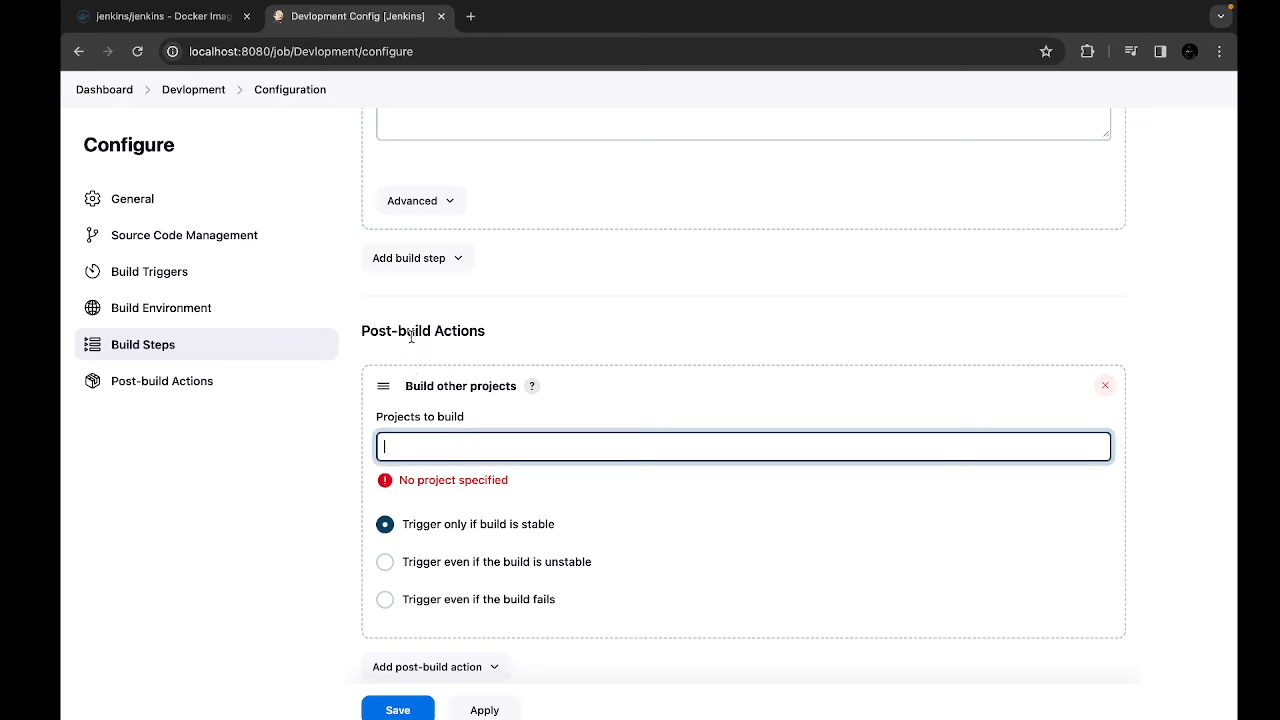 jenkins/jenkins - Docker Imag
Devlopment Config [Jenkins]
localhost:8080/job/Devlopment/configure
Dashboard > Devlopment > Configuration
Configure
General
Source Code Management
Build Triggers
Build Environment
Build Steps
Post-build Actions
Advanced
Add build step
Post-build Actions
Build other projects ?
Projects to build
No project specified
Trigger only if build is stable
Trigger even if the build is unstable
Trigger even if the build fails
Add post-build action
Save
Apply